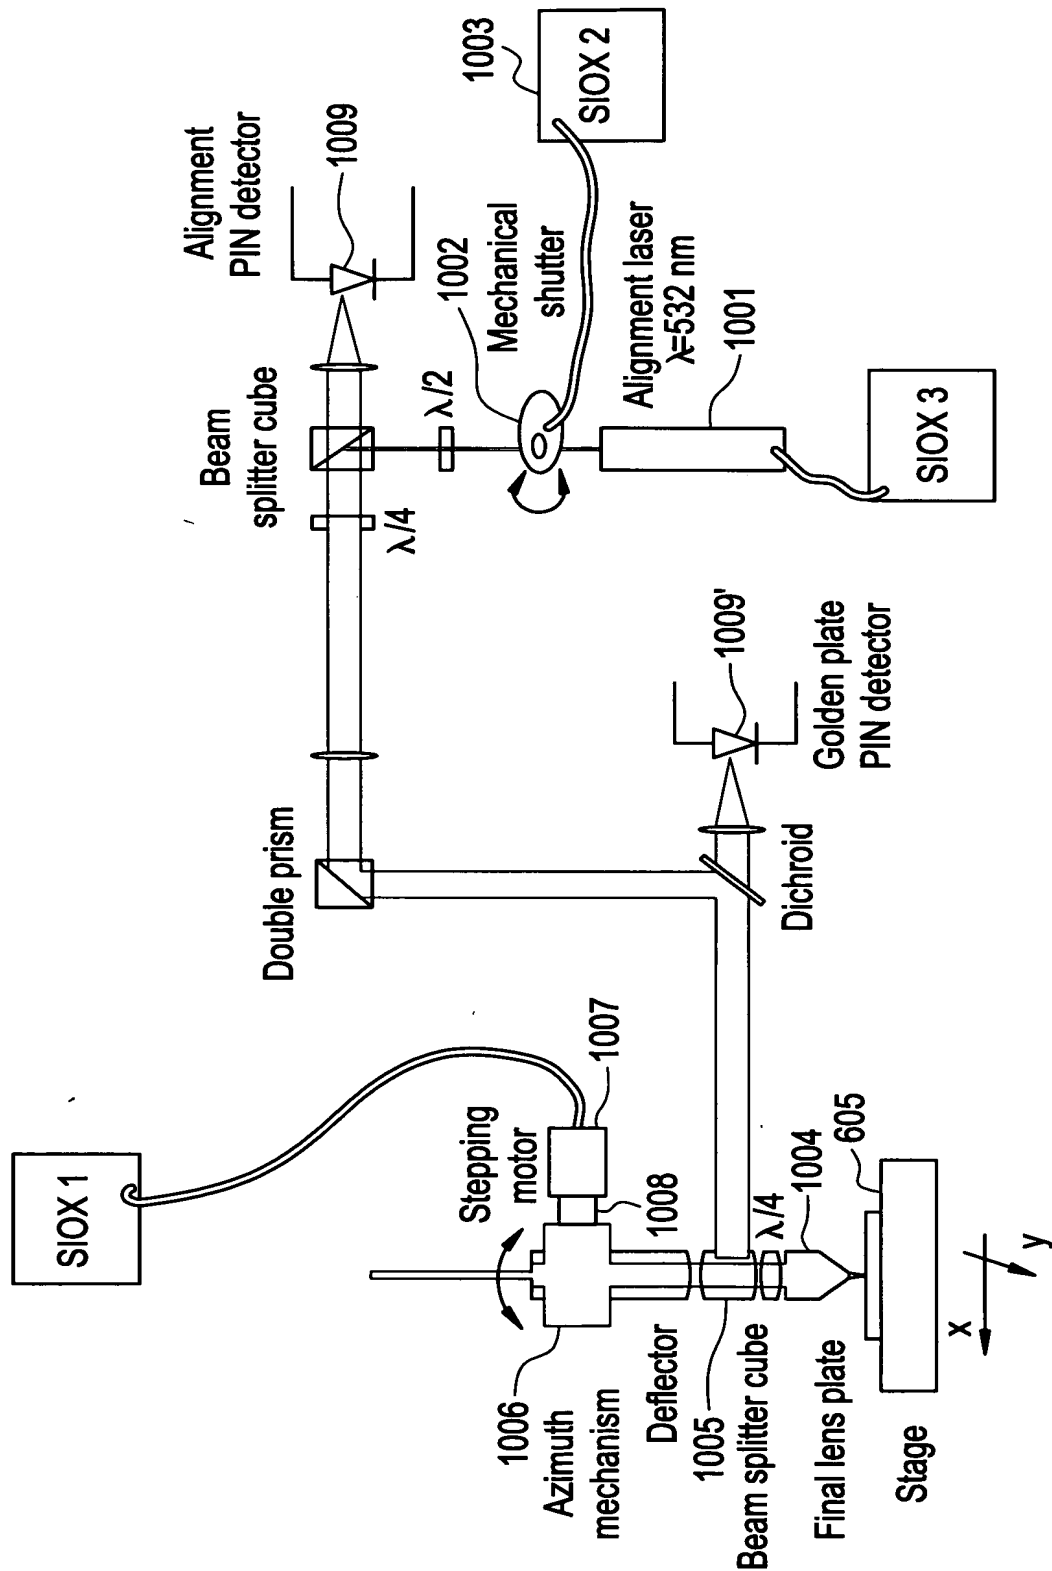 SIOX 1
Stepping
motor
1007
1008
1006
Azimuth
mechanism
Deflector
1005
Beam splitter cube
λ/4
1004
Final lens plate
605
Stage
x
y
Double prism
Dichroid
1009'
Golden plate
PIN detector
Beam
splitter cube
λ/4
λ/2
Alignment
PIN detector
1009
1002
Mechanical
shutter
1003
SIOX 2
Alignment laser
λ=532 nm
1001
SIOX 3